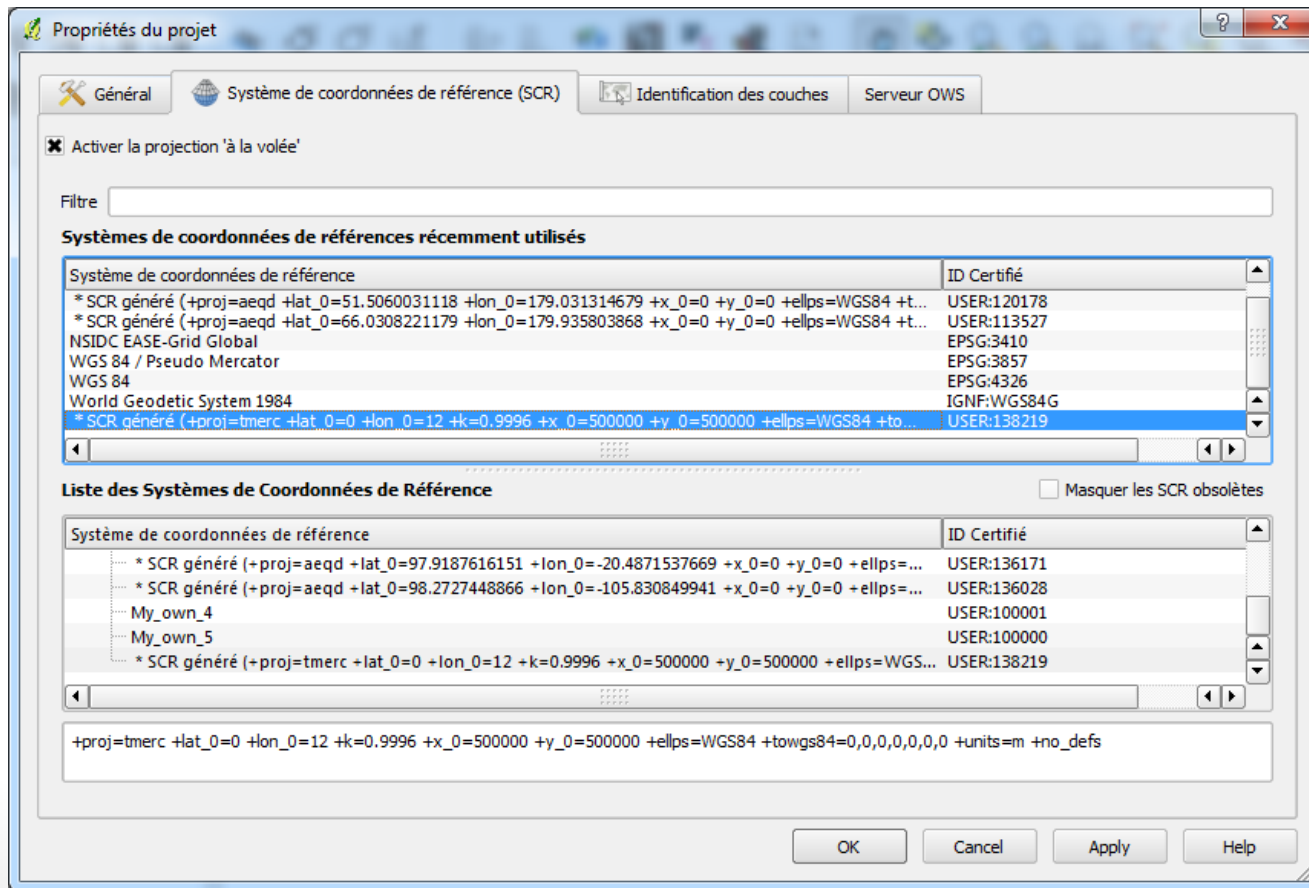 Propriétés du projet
Général
Système de coordonnées de référence (SCR)
Identification des couches
Serveur OWS
Activer la projection 'à la volée'
Filtre
Systèmes de coordonnées de références récemment utilisés
Système de coordonnées de référence ID Certifié
* SCR généré (+proj=aeqd +lat_0=51.5060031118 +lon_0=179.031314679 +x_0=0 +y_0=0 +ellps=WGS84 +t... USER:120178
* SCR généré (+proj=aeqd +lat_0=66.0308221179 +lon_0=179.935803868 +x_0=0 +y_0=0 +ellps=WGS84 +t... USER:113527
NSIDC EASE-Grid Global EPSG:3410
WGS 84 / Pseudo Mercator EPSG:3857
WGS 84 EPSG:4326
World Geodetic System 1984 IGNF:WGS84G
* SCR généré (+proj=tmerc +lat_0=0 +lon_0=12 +k=0.9996 +x_0=500000 +y_0=500000 +ellps=WGS84 +to... USER:138219
Liste des Systèmes de Coordonnées de Référence
Masquer les SCR obsolètes
Système de coordonnées de référence ID Certifié
* SCR généré (+proj=aeqd +lat_0=97.9187616151 +lon_0=-20.4871537669 +x_0=0 +y_0=0 +ellps=... USER:136171
* SCR généré (+proj=aeqd +lat_0=98.2727448866 +lon_0=-105.830849941 +x_0=0 +y_0=0 +ellps=... USER:136028
My_own_4 USER:100001
My_own_5 USER:100000
* SCR généré (+proj=tmerc +lat_0=0 +lon_0=12 +k=0.9996 +x_0=500000 +y_0=500000 +ellps=WGS... USER:138219
+proj=tmerc +lat_0=0 +lon_0=12 +k=0.9996 +x_0=500000 +y_0=500000 +ellps=WGS84 +towgs84=0,0,0,0,0,0,0 +units=m +no_defs
OK
Cancel
Apply
Help